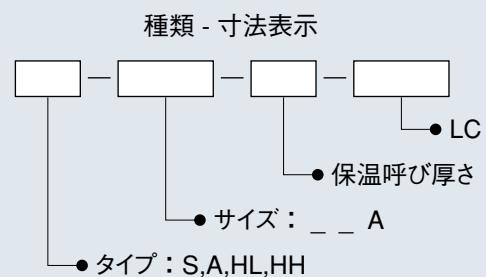 種類 - 寸法表示
LC
保温呼び厚さ
サイズ：_ _ A
タイプ：S,A,HL,HH